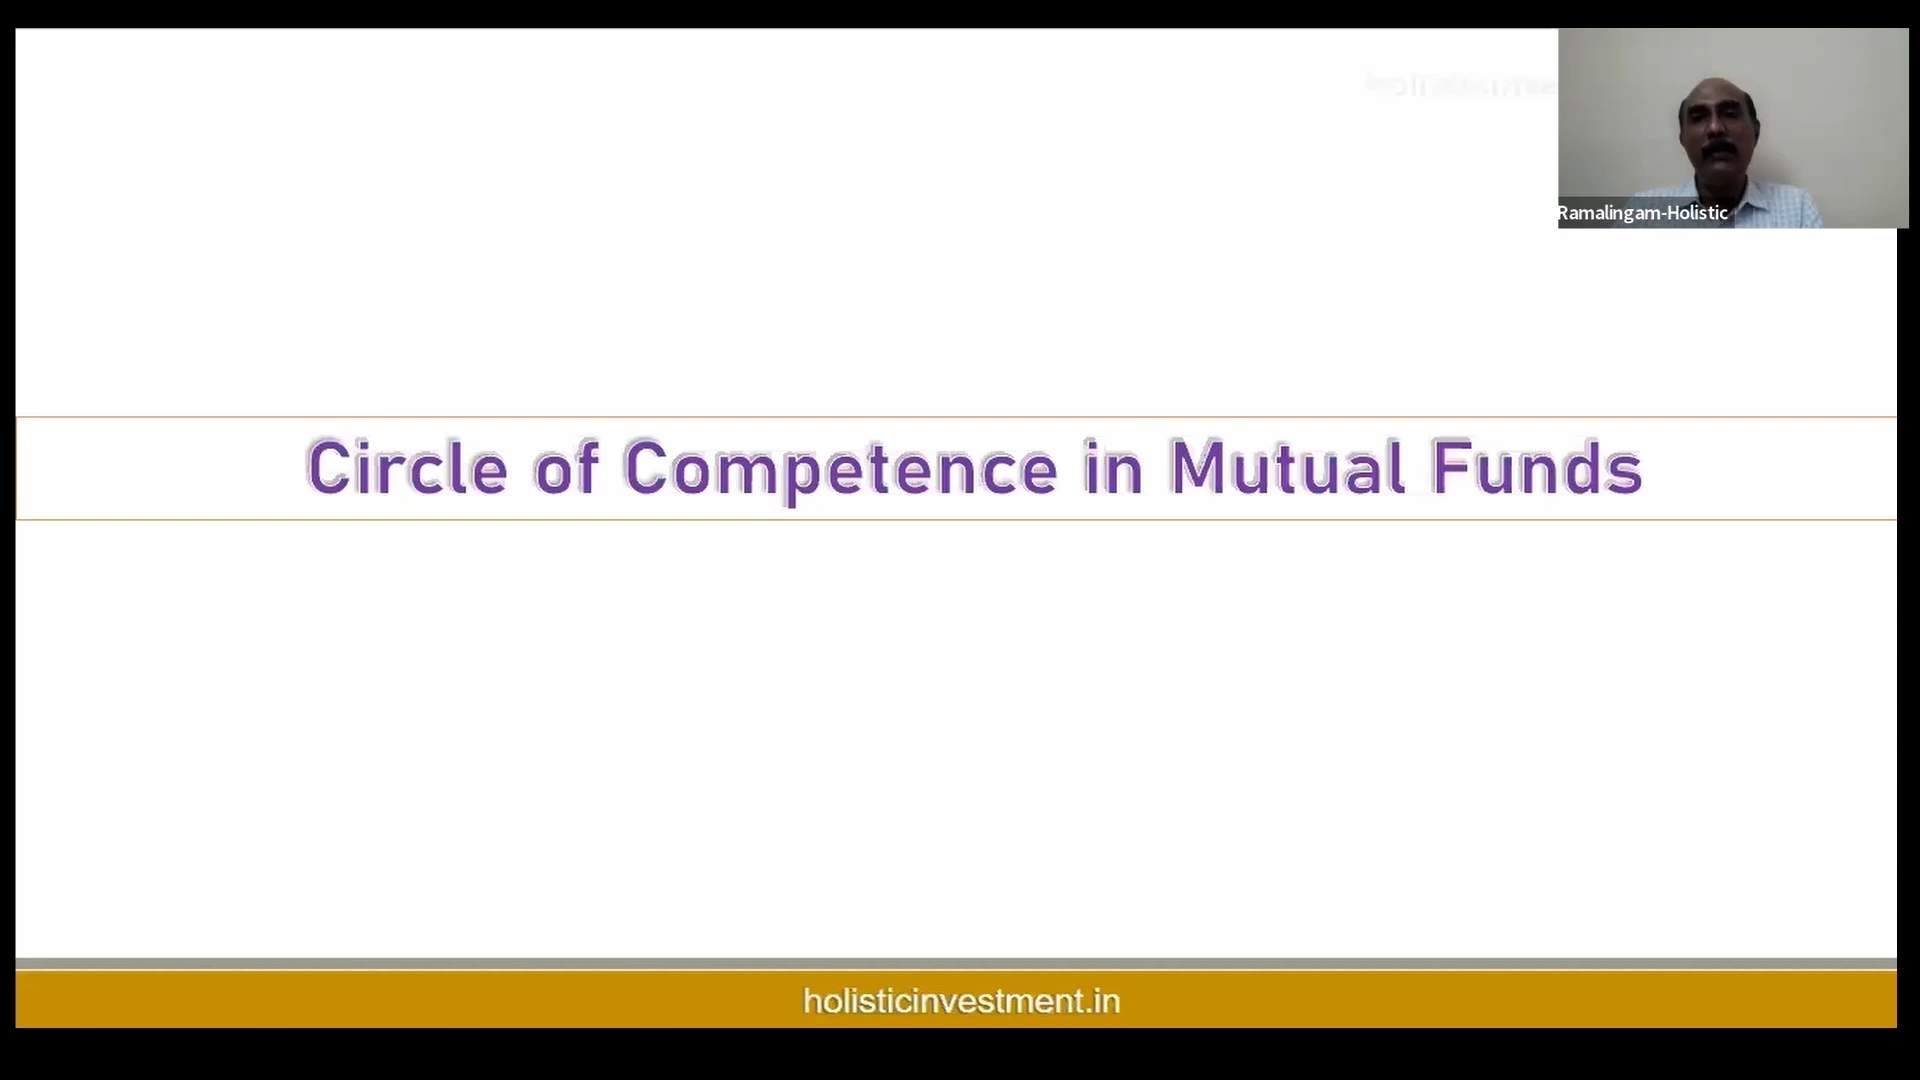 Ramalingam-Holistic
Circle of Competence in Mutual Funds
holisticinvestment.in